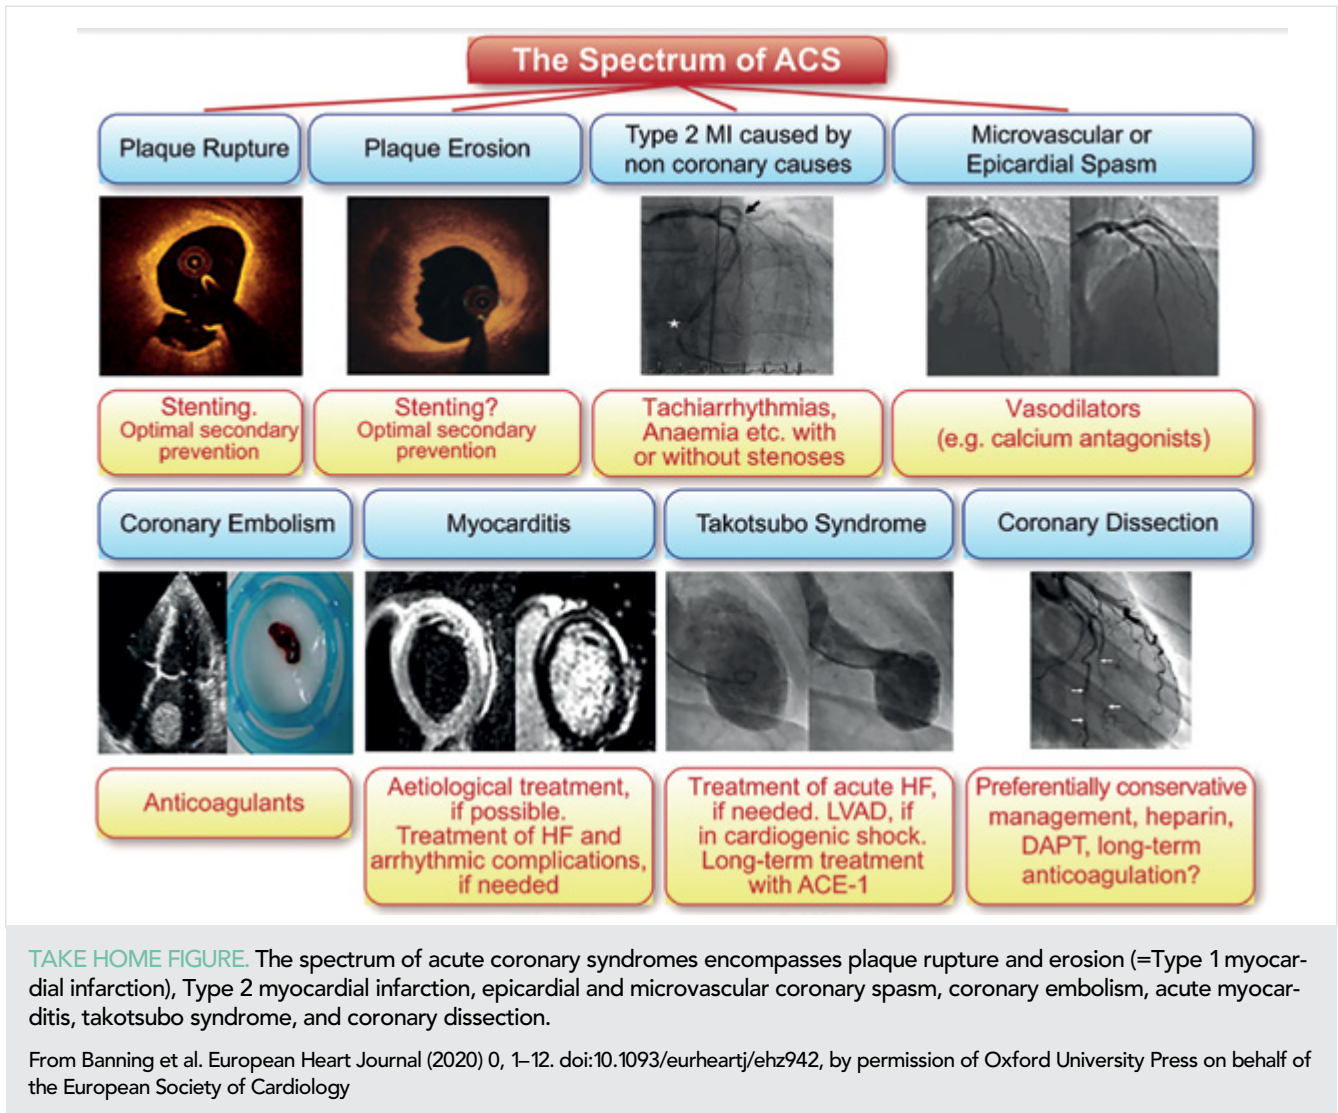 The Spectrum of ACS
Plaque Rupture
Plaque Erosion
Type 2 MI caused by
non coronary causes
Microvascular or
Epicardial Spasm
Stenting.
Optimal secondary
prevention
Stenting?
Optimal secondary
prevention
Tachiarrhythmias,
Anaemia etc. with
or without stenoses
Vasodilators
(e.g. calcium antagonists)
Coronary Embolism
Myocarditis
Takotsubo Syndrome
Coronary Dissection
Anticoagulants
Aetiological treatment,
if possible.
Treatment of HF and
arrhythmic complications,
if needed
Treatment of acute HF,
if needed. LVAD, if
in cardiogenic shock.
Long-term treatment
with ACE-1
Preferentially conservative
management, heparin,
DAPT, long-term
anticoagulation?
TAKE HOME FIGURE. The spectrum of acute coronary syndromes encompasses plaque rupture and erosion (=Type 1 myocar-
dial infarction), Type 2 myocardial infarction, epicardial and microvascular coronary spasm, coronary embolism, acute myocar-
ditis, takotsubo syndrome, and coronary dissection.
From Banning et al. European Heart Journal (2020) 0, 1–12. doi:10.1093/eurheartj/ehz942, by permission of Oxford University Press on behalf of
the European Society of Cardiology